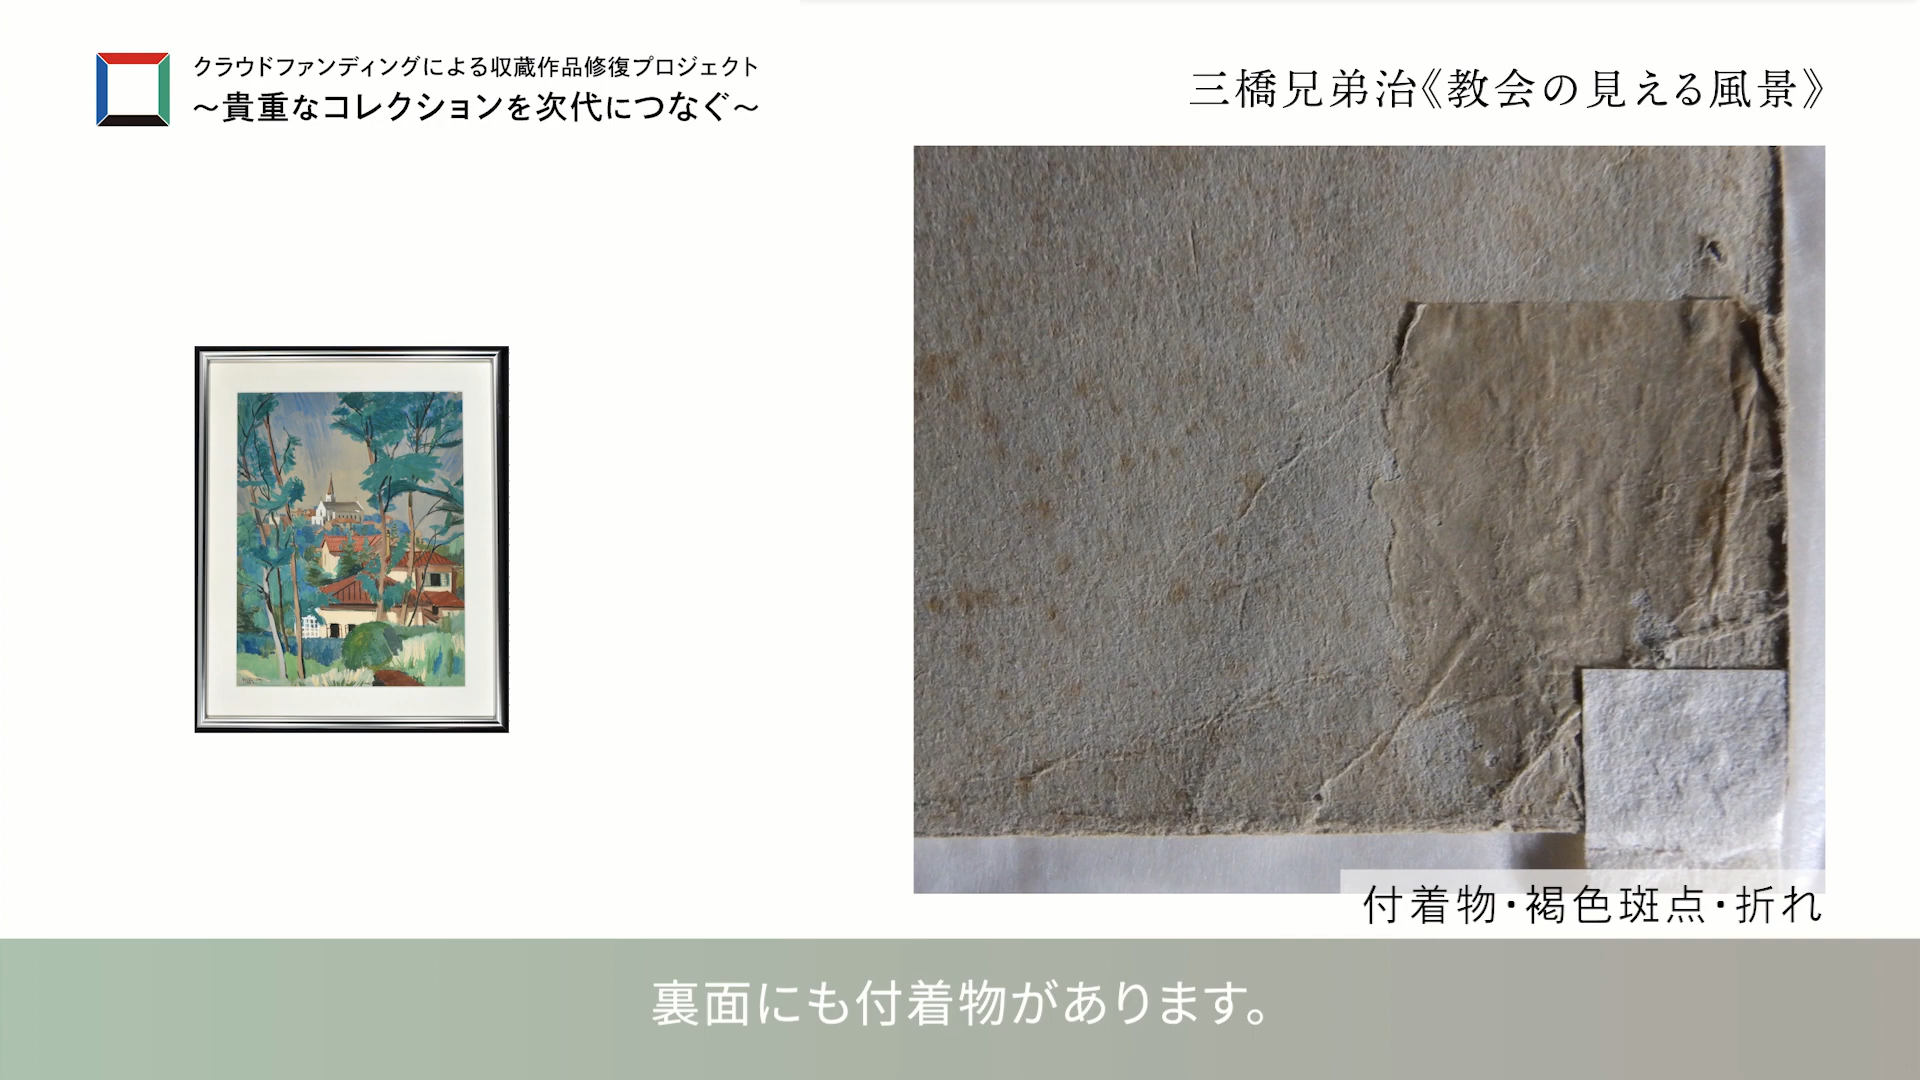 クラウドファンディングによる収蔵作品修復プロジェクト
～貴重なコレクションを次代につなぐ～
三橋兄弟治《教会の見える風景》
付着物・褐色斑点・折れ
裏面にも付着物があります。